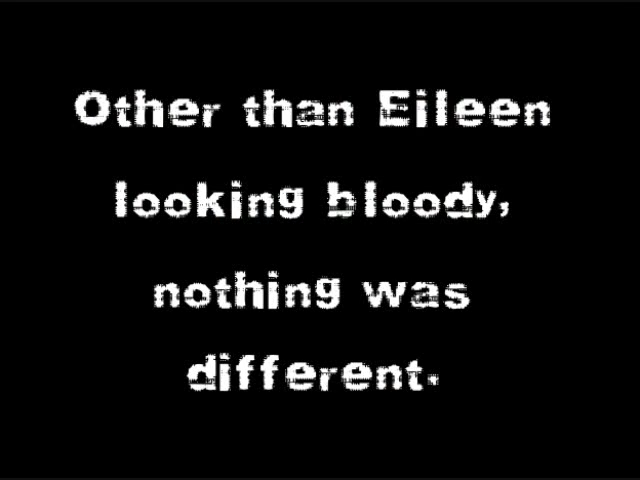 Other than Eileen
looking bloody,
nothing was
different.